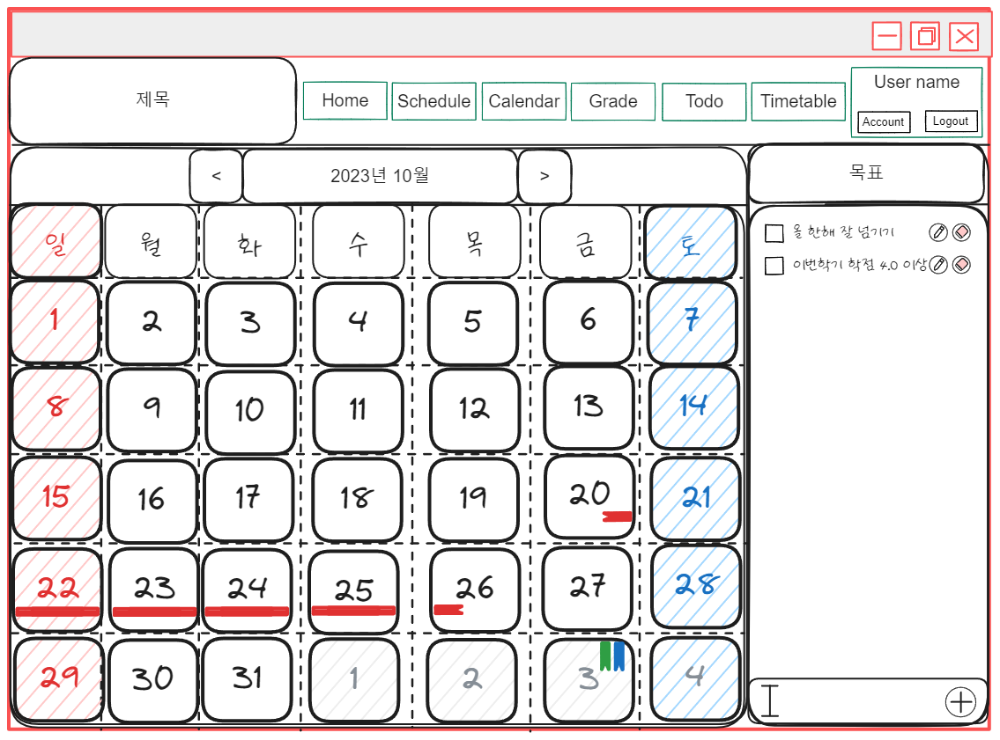 제목
Home Schedule Calendar Grade Todo Timetable
User name
Account Logout
< 2023년 10월 >
목표
일 월 화 수 목 금 토
올 한해 잘 넘기기
이번학기 학점 4.0 이상
1 2 3 4 5 6 7
8 9 10 11 12 13 14
15 16 17 18 19 20 21
22 23 24 25 26 27 28
29 30 31 1 2 3 4